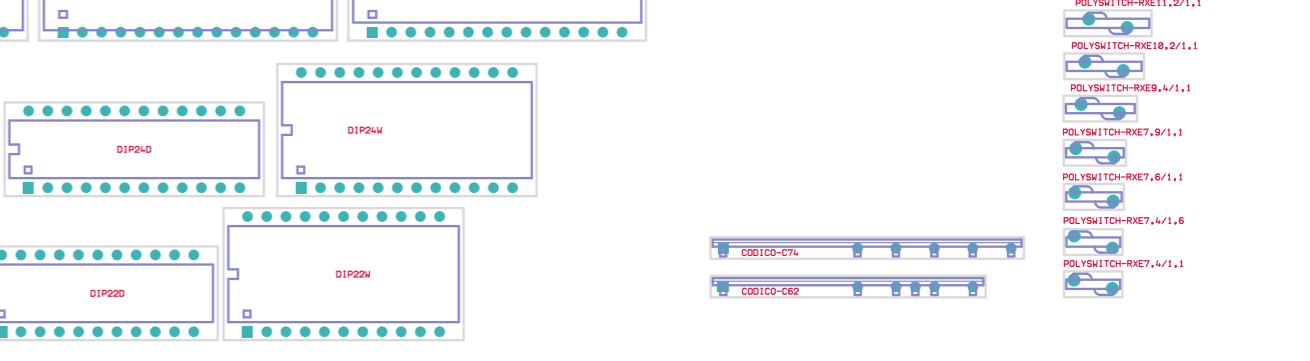 POLYSWITCH-RXE11.2/1.1
POLYSWITCH-RXE10.2/1.1
POLYSWITCH-RXE9.4/1.1
DIP24W
POLYSWITCH-RXE7.9/1.1
DIP24D
POLYSWITCH-RXE7.6/1.1
POLYSWITCH-RXE7.4/1.6
CODICO-C74
POLYSWITCH-RXE7.4/1.1
DIP22W
DIP22D
CODICO-C62